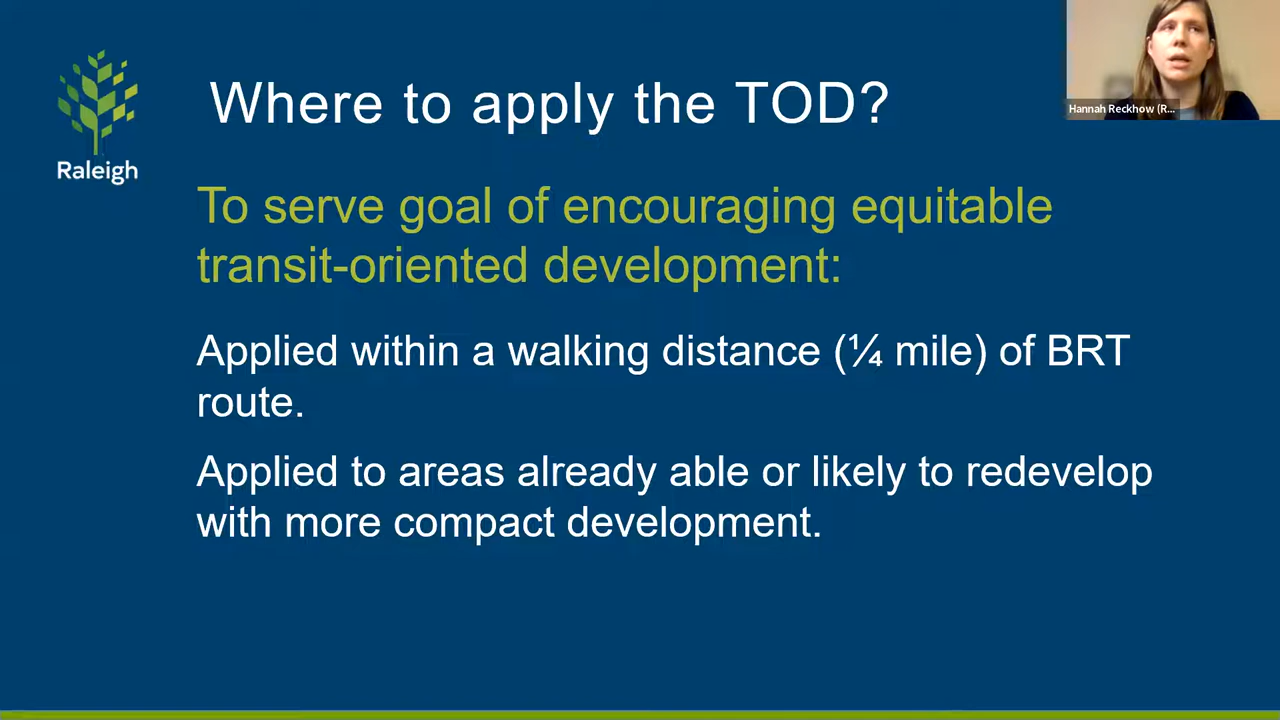 Raleigh
Where to apply the TOD?
Hannah Reckhow (R...
To serve goal of encouraging equitable
transit-oriented development:
Applied within a walking distance (¼ mile) of BRT
route.
Applied to areas already able or likely to redevelop
with more compact development.